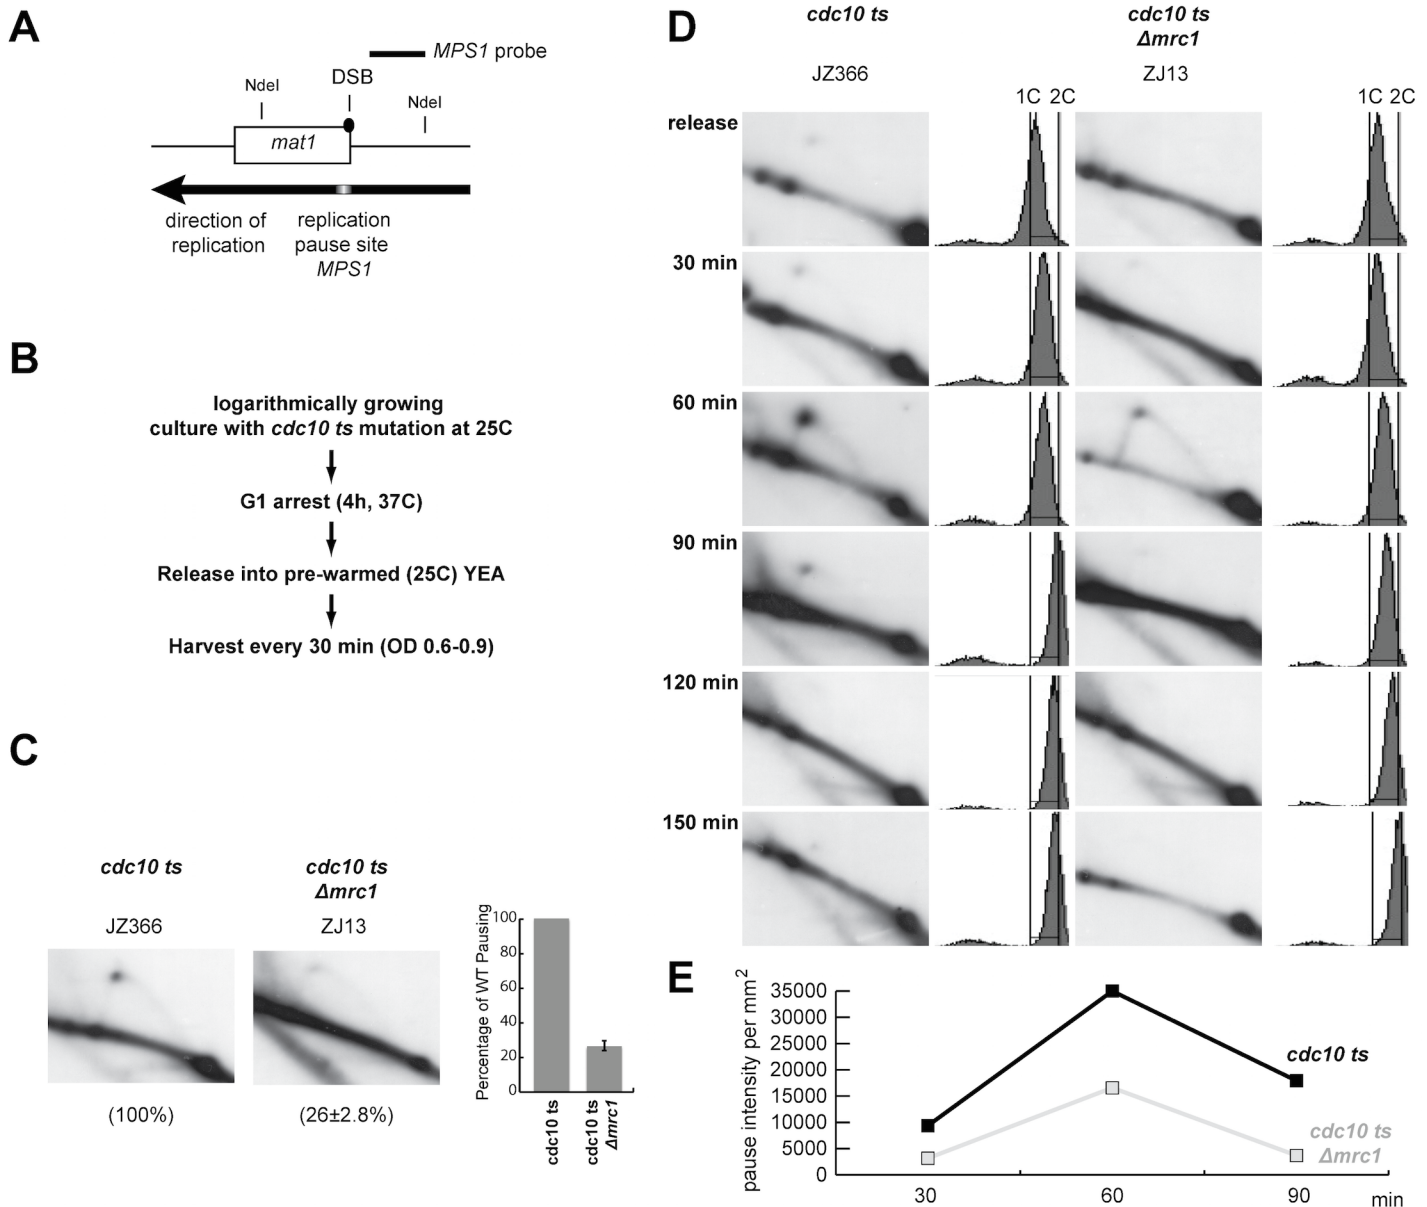 A
MPS1 probe
DSB
NdeI
NdeI
mat1
direction of
replication
replication
pause site
MPS1
B
logarithmically growing
culture with cdc10 ts mutation at 25C
G1 arrest (4h, 37C)
Release into pre-warmed (25C) YEA
Harvest every 30 min (OD 0.6-0.9)
C
cdc10 ts
JZ366
(100%)
cdc10 ts
Δmrc1
ZJ13
(26±2.8%)
Percentage of WT Pausing
100
80
60
40
20
0
cdc10 ts
cdc10 ts
Δmrc1
D
cdc10 ts
JZ366
cdc10 ts
Δmrc1
ZJ13
1C 2C
1C 2C
release
30 min
60 min
90 min
120 min
150 min
E
pause intensity per mm2
35000
30000
25000
20000
15000
10000
5000
0
cdc10 ts
cdc10 ts
Δmrc1
30
60
90
min